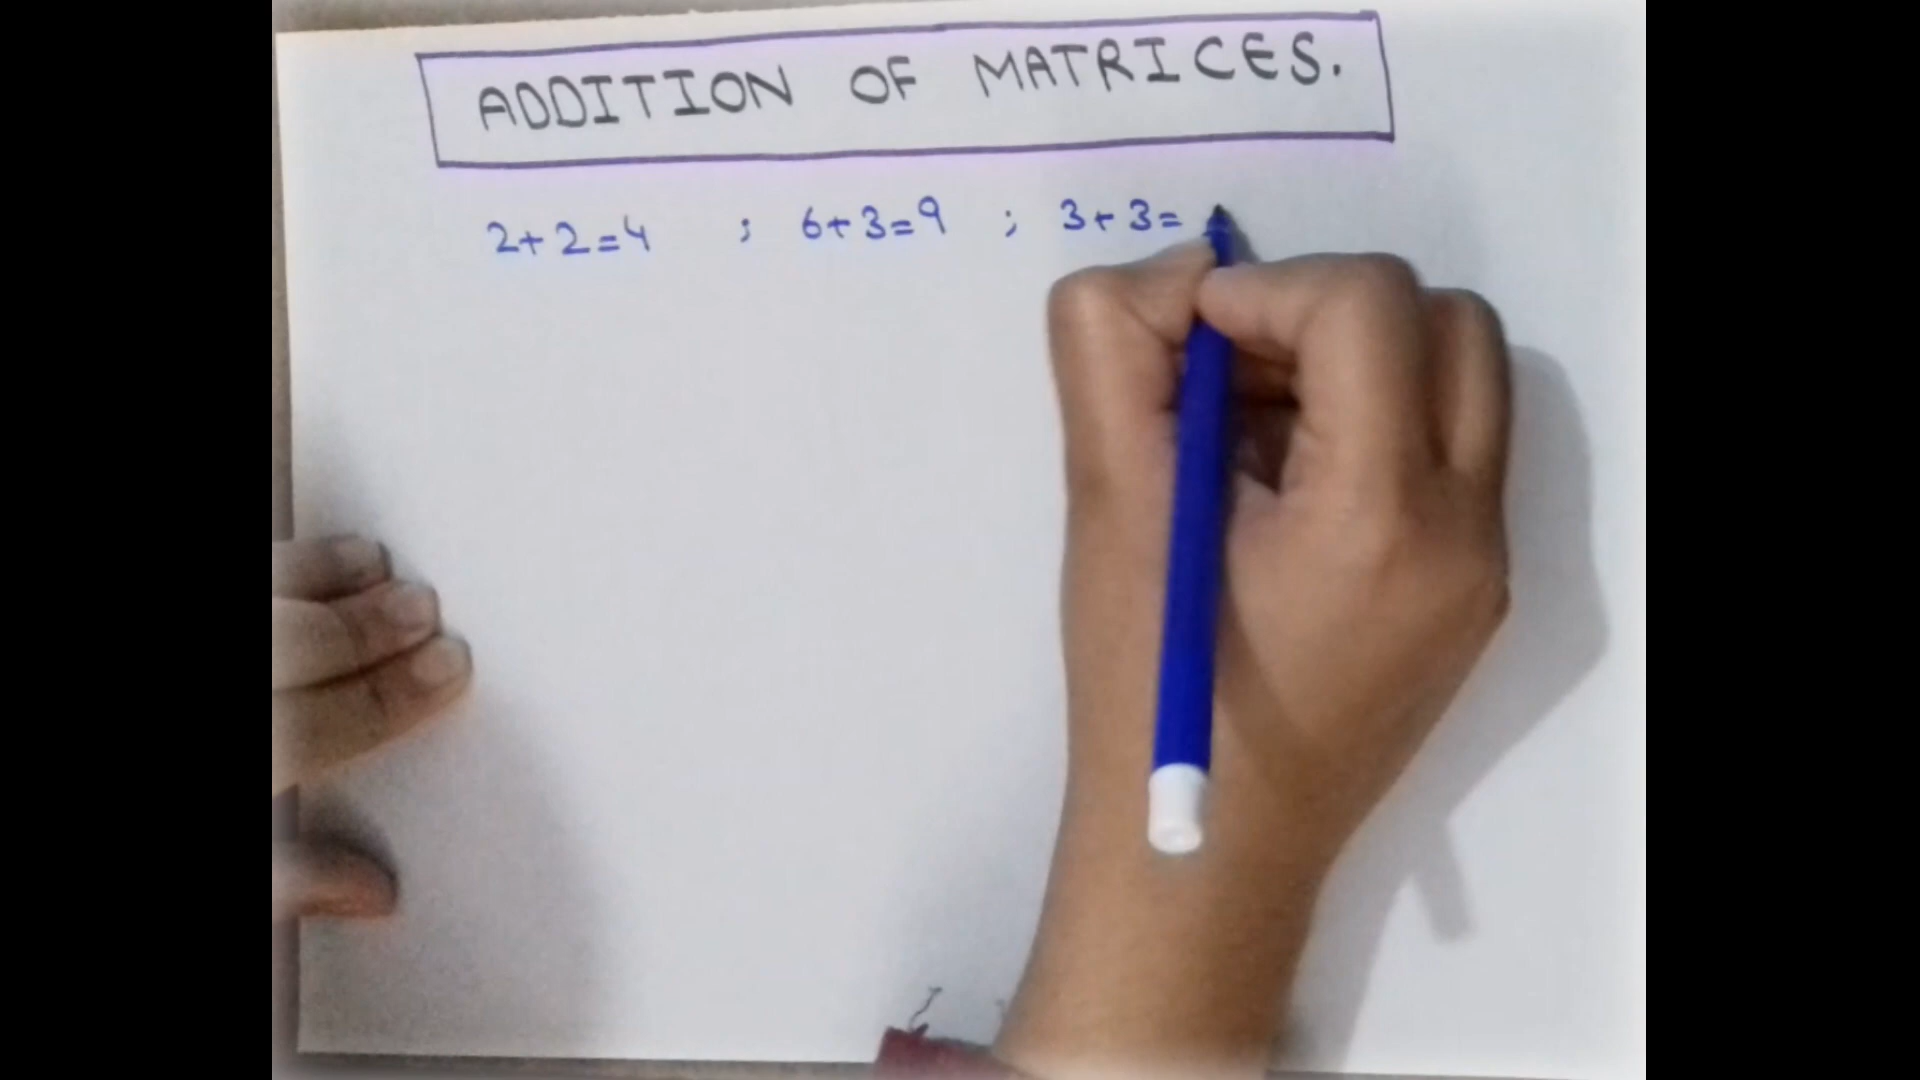 ADDITION OF MATRICES.
2+2=4 ; 6+3=9 ; 3+3=